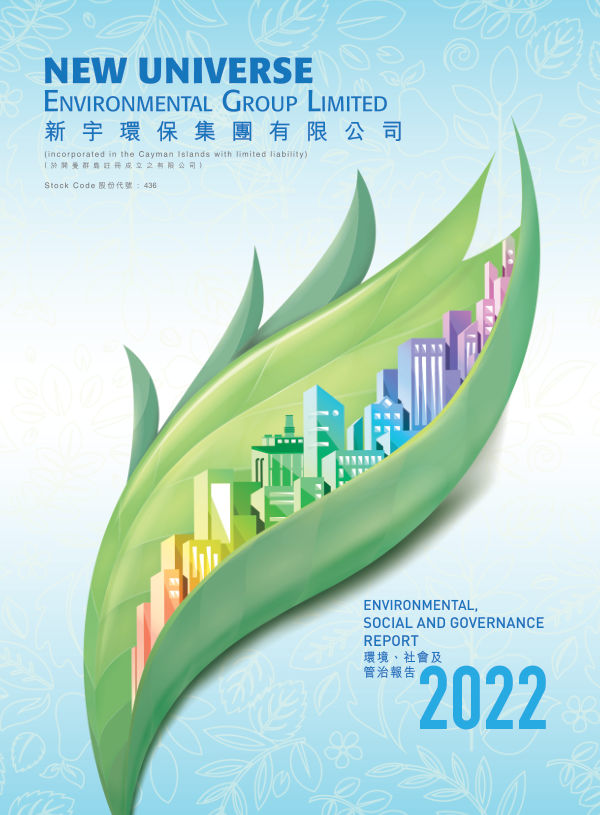 NEW UNIVERSE
ENVIRONMENTAL GROUP LIMITED
新宇環保集團有限公司
(incorporated in the Cayman Islands with limited liability)
(於開曼群島註冊成立之有限公司)
Stock Code 股份代號 : 436
ENVIRONMENTAL,
SOCIAL AND GOVERNANCE
REPORT
環境、社會及
管治報告
2022